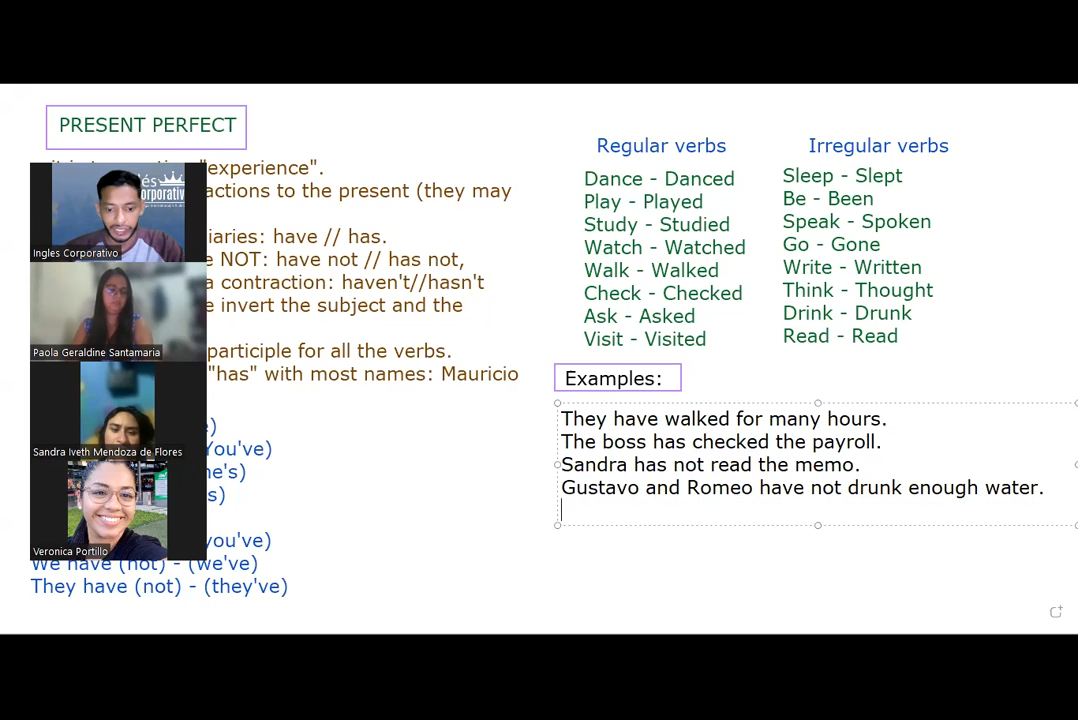 PRESENT PERFECT
"experience".
actions to the present (they may
iaries: have // has.
e NOT: have not // has not,
a contraction: haven't//hasn't
e invert the subject and the
participle for all the verbs.
"has" with most names: Mauricio
)
You've)
he's)
s)
you've)
We have (not) - (we've)
They have (not) - (they've)
Ingles Corporativo
Paola Geraldine Santamaria
Sandra Iveth Mendoza de Flores
Veronica Portillo
Regular verbs
Dance - Danced
Play - Played
Study - Studied
Watch - Watched
Walk - Walked
Check - Checked
Ask - Asked
Visit - Visited
Irregular verbs
Sleep - Slept
Be - Been
Speak - Spoken
Go - Gone
Write - Written
Think - Thought
Drink - Drunk
Read - Read
Examples:
They have walked for many hours.
The boss has checked the payroll.
Sandra has not read the memo.
Gustavo and Romeo have not drunk enough water.